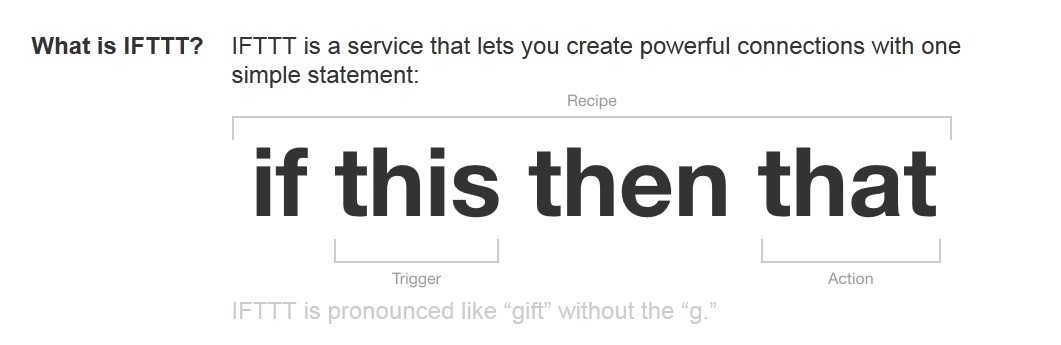 What is IFTTT? IFTTT is a service that lets you create powerful connections with one
simple statement:
Recipe
if this then that
Trigger Action
IFTTT is pronounced like “gift” without the “g.”